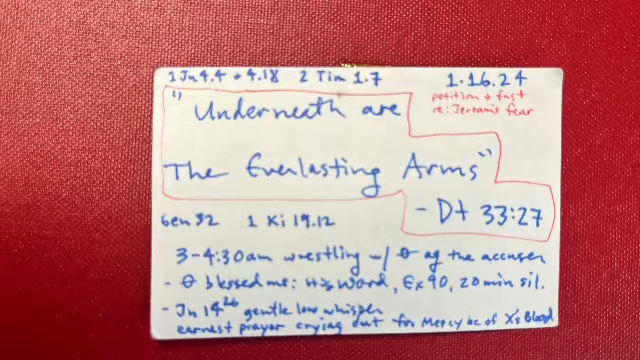 1 Jn 4.4 + 4.18   2 Tim 1.7   1.16.24
petition + fast
re: fear
"Underneath are
The Everlasting Arms"
- Dt 33:27
Gen 32   1 Ki 19.12
3-4:30am wrestling w/ θ ag the accuser
- θ blessed me: His Word, Ex 90, 20 min sil.
- Jn 14 26 gentle low whisper
earnest prayer crying out for Mercy bc of X's Blood